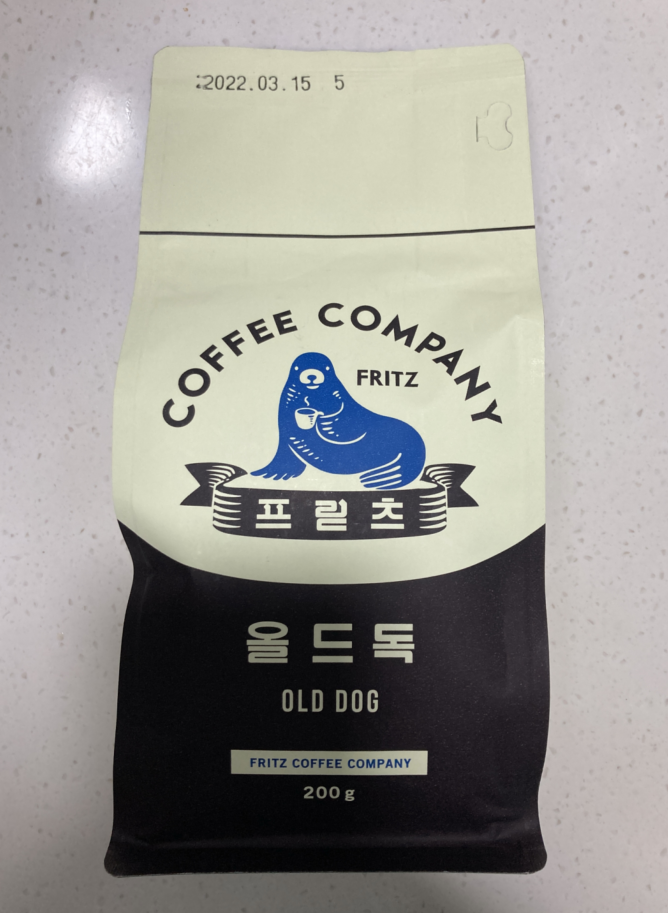 :2022.03.15 5
COFFEE COMPANY
FRITZ
프릳츠
올드독
OLD DOG
FRITZ COFFEE COMPANY
200g